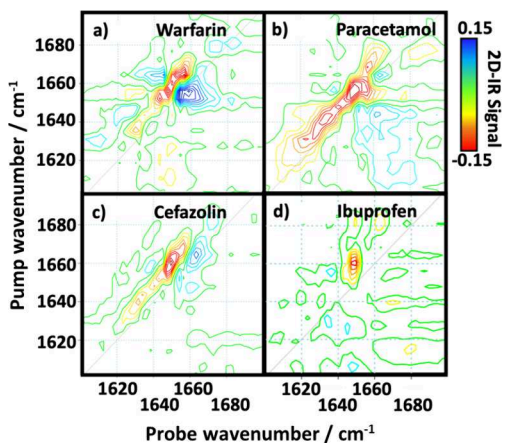 a) Warfarin
b) Paracetamol
0.15
2D-IR Signal
-0.15
1680
1660
1640
1620
Pump wavenumber / cm⁻¹
c) Cefazolin
d) Ibuprofen
1680
1660
1640
1620
1620 1660 1620 1660
1640 1680 1640 1680
Probe wavenumber / cm⁻¹